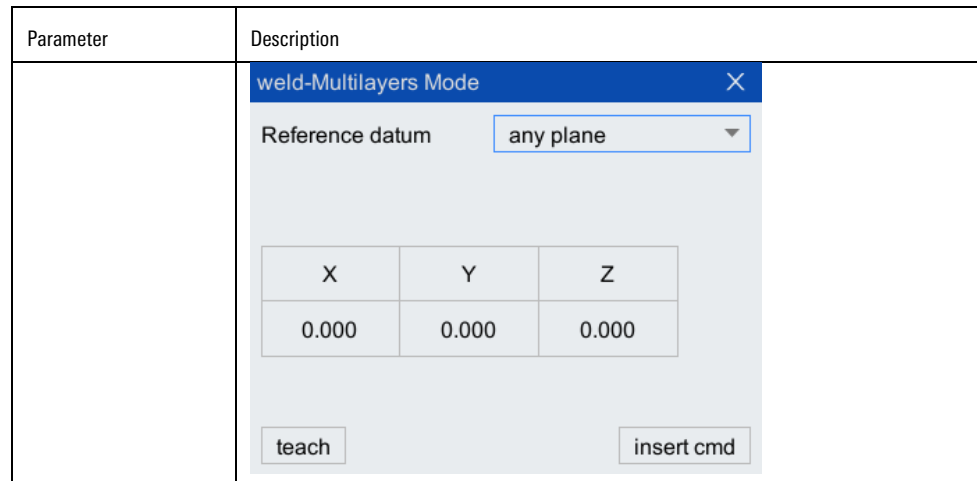 Parameter Description
weld-Multilayers Mode X
Reference datum any plane
X Y Z
0.000 0.000 0.000
teach insert cmd